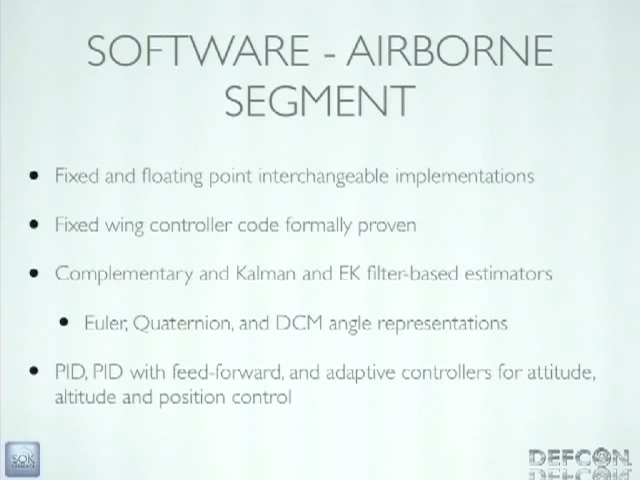 SOFTWARE - AIRBORNE
SEGMENT
• Fixed and floating point interchangeable implementations
• Fixed wing controller code formally proven
• Complementary and Kalman and EK filter-based estimators
• Euler, Quaternion, and DCM angle representations
• PID, PID with feed-forward, and adaptive controllers for attitude,
altitude and position control
SOK
DEFCON